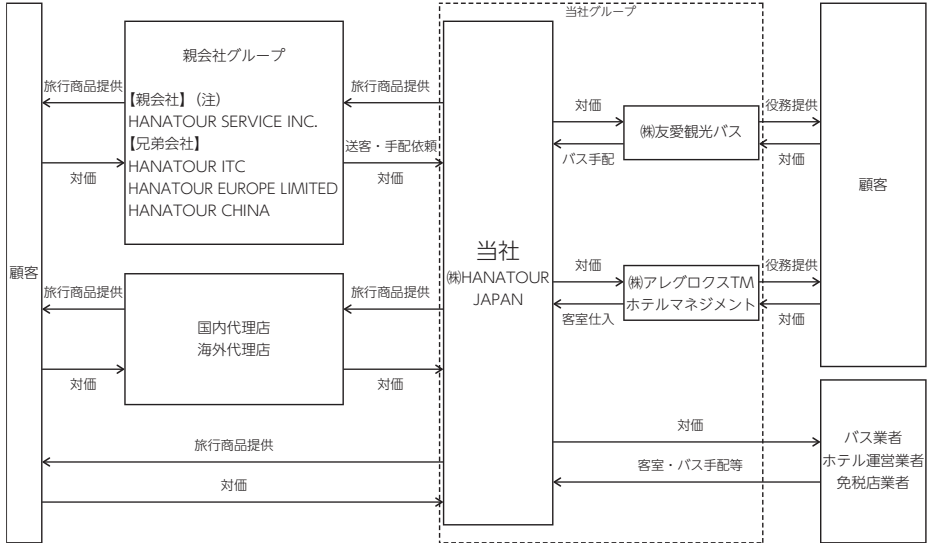 当社グループ
親会社グループ
旅行商品提供
【親会社】（注）
HANATOUR SERVICE INC.
【兄弟会社】
HANATOUR ITC
HANATOUR EUROPE LIMITED
HANATOUR CHINA
対価
旅行商品提供
送客・手配依頼
対価
顧客
旅行商品提供
国内代理店
海外代理店
対価
旅行商品提供
対価
旅行商品提供
対価
当社
㈱HANATOUR
JAPAN
対価
バス手配
㈱友愛観光バス
役務提供
対価
対価
客室仕入
㈱アレグロクスTM
ホテルマネジメント
役務提供
対価
顧客
対価
客室・バス手配等
バス業者
ホテル運営業者
免税店業者